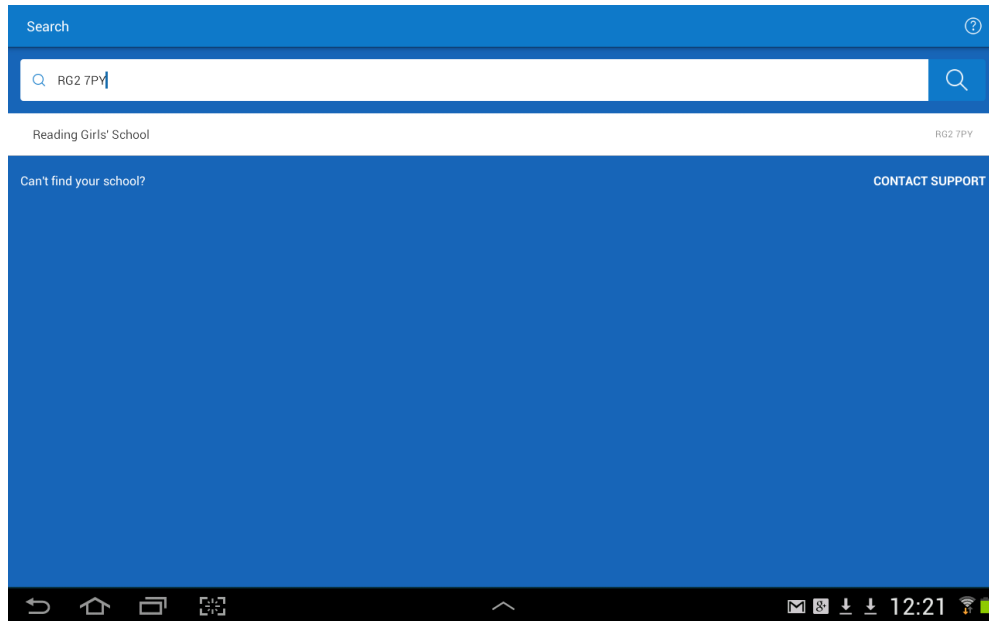 Search
RG2 7PY
Reading Girls' School RG2 7PY
Can't find your school? CONTACT SUPPORT
12:21